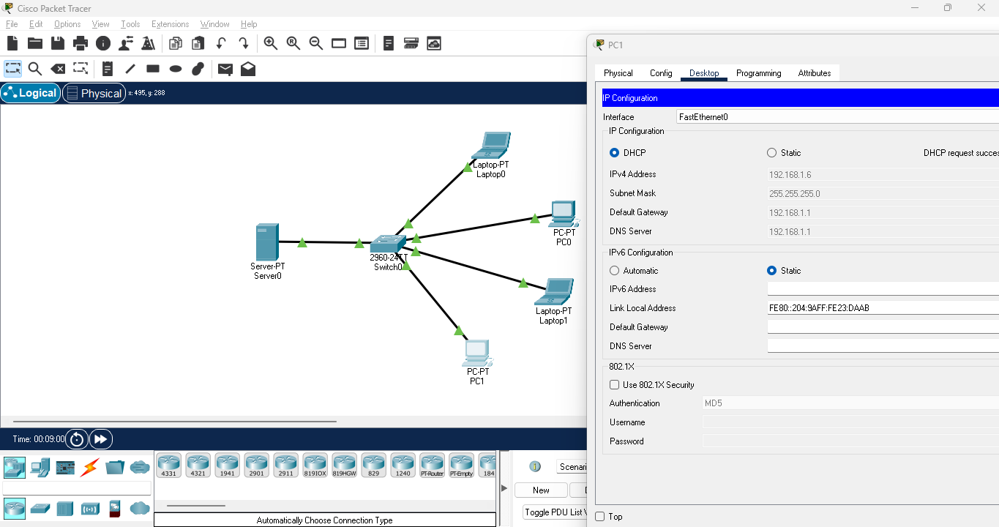 Cisco Packet Tracer
File Edit Options View Tools Extensions Window Help
Logical Physical x: 495, y: 288
Laptop-PT
Laptop0
PC-PT
PC0
Server-PT
Server0
2960-24TT
Switch0
Laptop-PT
Laptop1
PC-PT
PC1
Time: 00:09:00
4331 4321 1941 2901 2911 819IOX 819HGW 829 1240 PT-Router PT-Empty 184
Automatically Choose Connection Type
Scenari
New
Toggle PDU List
PC1
Physical Config Desktop Programming Attributes
IP Configuration
Interface FastEthernet0
IP Configuration
DHCP Static DHCP request succes
IPv4 Address 192.168.1.6
Subnet Mask 255.255.255.0
Default Gateway 192.168.1.1
DNS Server 192.168.1.1
IPv6 Configuration
Automatic Static
IPv6 Address
Link Local Address FE80::204:9AFF:FE23:DAAB
Default Gateway
DNS Server
802.1X
Use 802.1X Security
Authentication MD5
Username
Password
Top